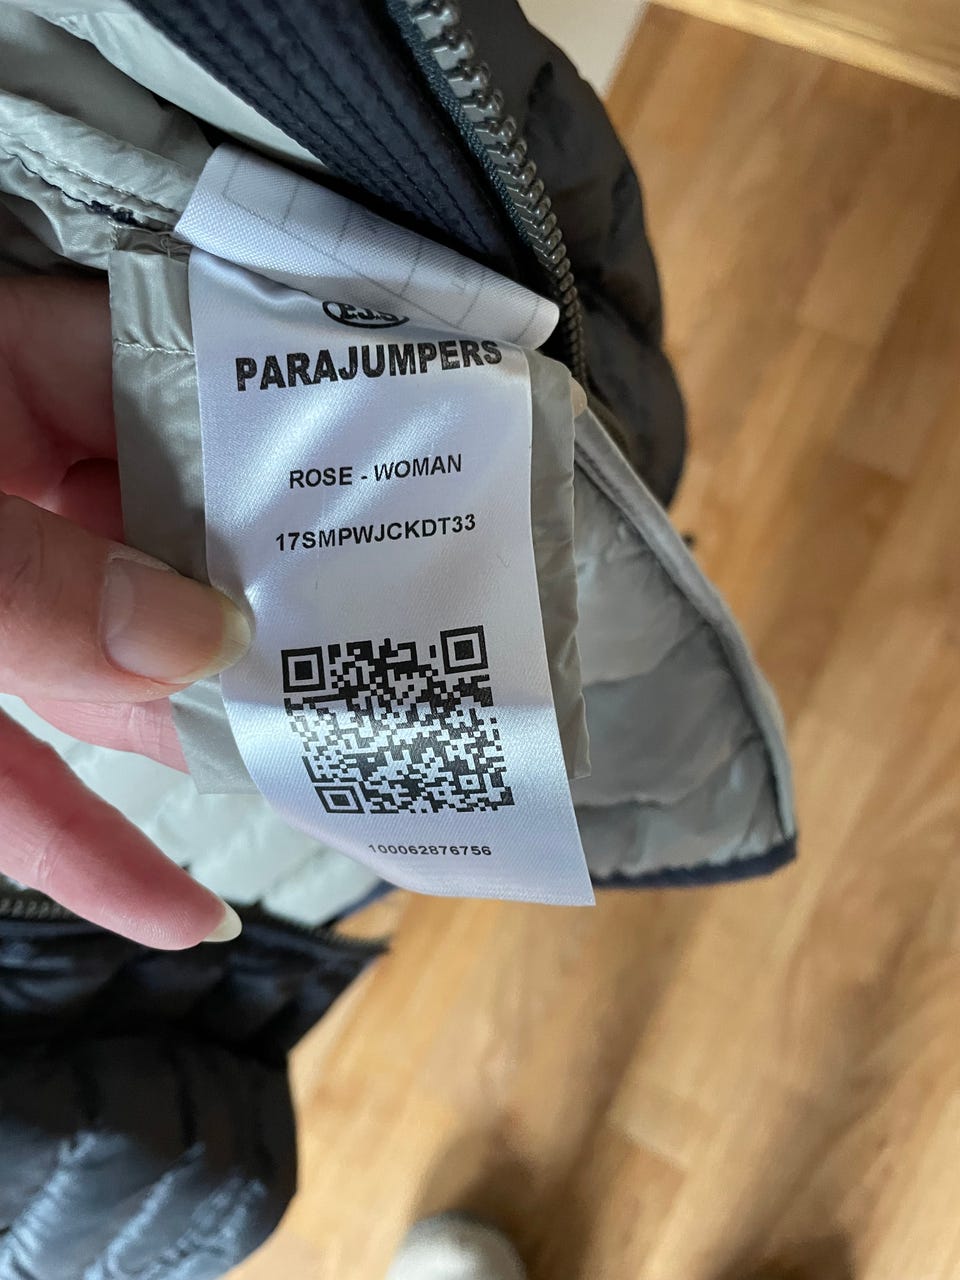 P.J.S
PARAJUMPERS
ROSE - WOMAN
17SMPWJCKDT33
100062876756